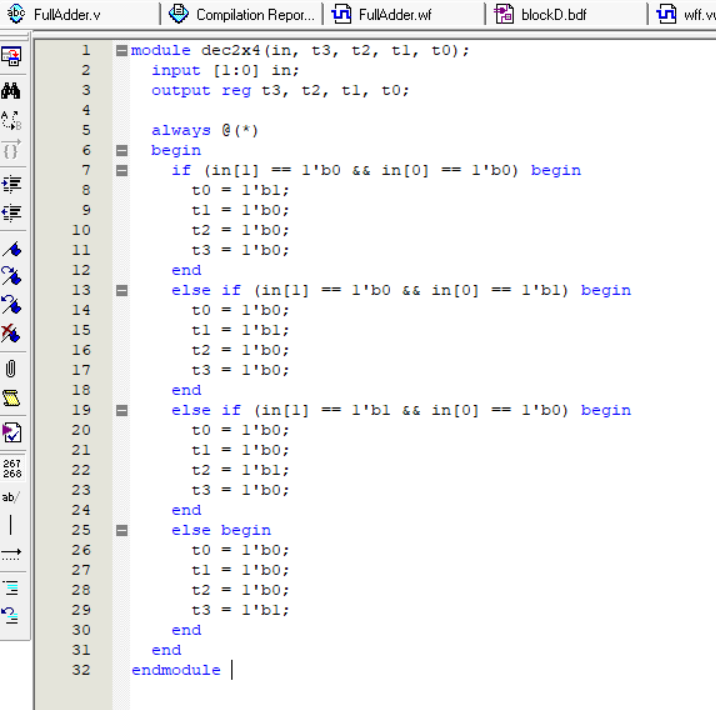 FullAdder.v Compilation Repor... FullAdder.wf blockD.bdf wff.v
1 module dec2x4(in, t3, t2, t1, t0);
2 input [1:0] in;
3 output reg t3, t2, t1, t0;
4
5 always @(*)
6 begin
7 if (in[1] == 1'b0 && in[0] == 1'b0) begin
8 t0 = 1'b1;
9 t1 = 1'b0;
10 t2 = 1'b0;
11 t3 = 1'b0;
12 end
13 else if (in[1] == 1'b0 && in[0] == 1'b1) begin
14 t0 = 1'b0;
15 t1 = 1'b1;
16 t2 = 1'b0;
17 t3 = 1'b0;
18 end
19 else if (in[1] == 1'b1 && in[0] == 1'b0) begin
20 t0 = 1'b0;
21 t1 = 1'b0;
22 t2 = 1'b1;
23 t3 = 1'b0;
24 end
25 else begin
26 t0 = 1'b0;
27 t1 = 1'b0;
28 t2 = 1'b0;
29 t3 = 1'b1;
30 end
31 end
32 endmodule
abc
267
268
ab/